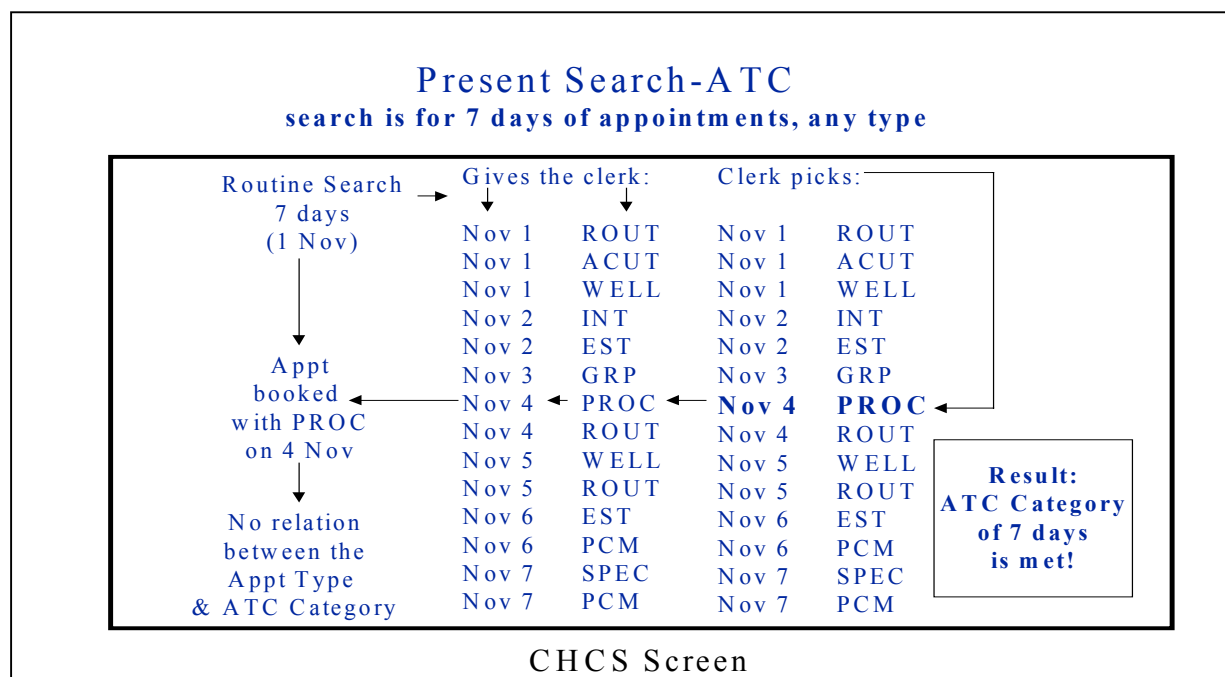 Present Search-ATC
search is for 7 days of appointments, any type
Routine Search
7 days
(1 Nov)
Appt
booked
with PROC
on 4 Nov
No relation
between the
Appt Type
& ATC Category
Gives the clerk:
Nov 1 ROUT
Nov 1 ACUT
Nov 1 WELL
Nov 2 INT
Nov 2 EST
Nov 3 GRP
Nov 4 PROC
Nov 4 ROUT
Nov 5 WELL
Nov 5 ROUT
Nov 6 EST
Nov 6 PCM
Nov 7 SPEC
Nov 7 PCM
Clerk picks:
Nov 1 ROUT
Nov 1 ACUT
Nov 1 WELL
Nov 2 INT
Nov 2 EST
Nov 3 GRP
Nov 4 PROC
Nov 4 ROUT
Nov 5 WELL
Nov 5 ROUT
Nov 6 EST
Nov 6 PCM
Nov 7 SPEC
Nov 7 PCM
Result:
ATC Category
of 7 days
is met!
CHCS Screen